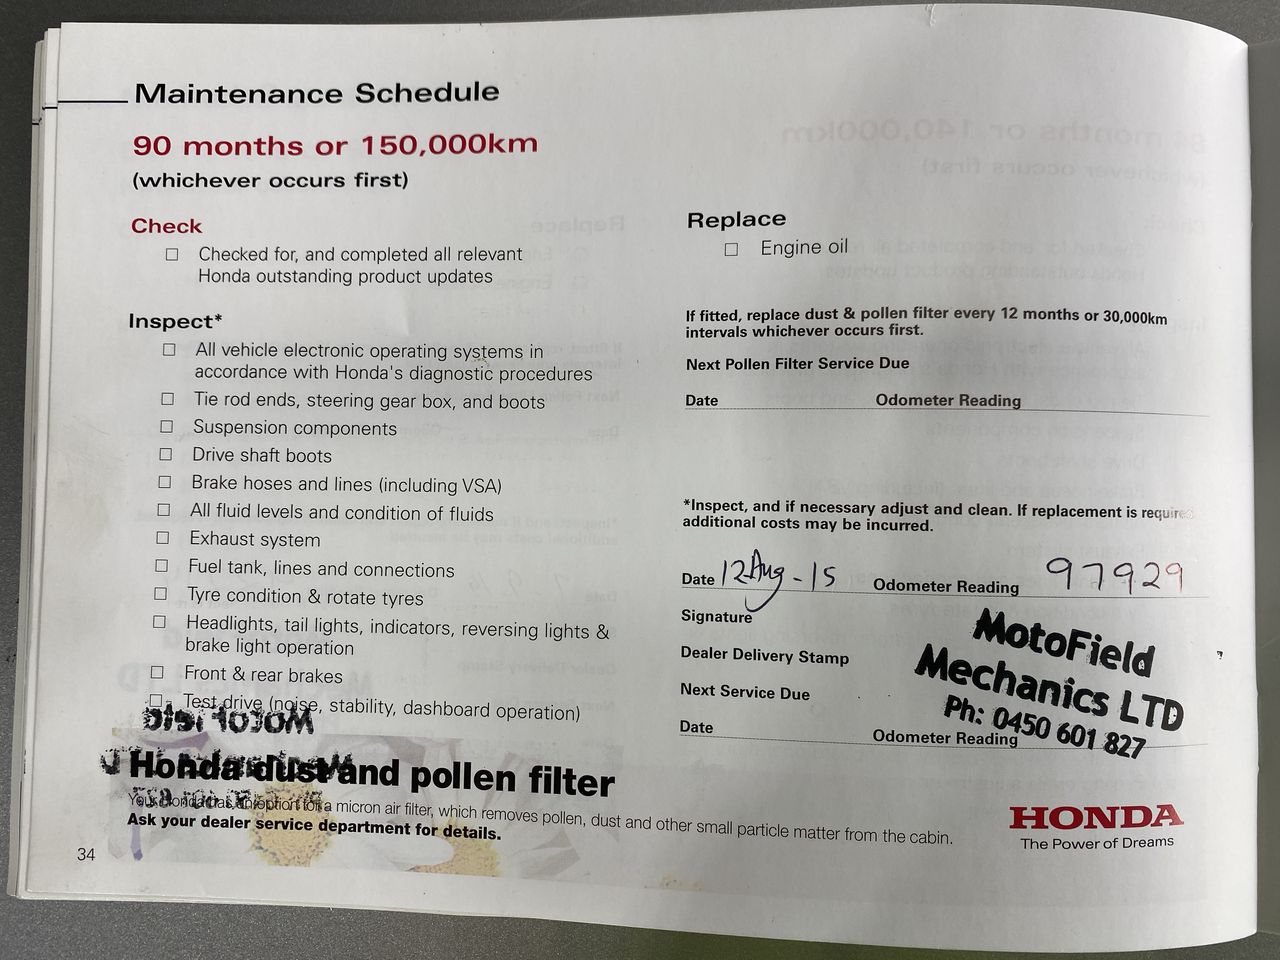 Maintenance Schedule
90 months or 150,000km
(whichever occurs first)
Check
☐ Checked for, and completed all relevant
Honda outstanding product updates
Inspect*
☐ All vehicle electronic operating systems in
accordance with Honda's diagnostic procedures
☐ Tie rod ends, steering gear box, and boots
☐ Suspension components
☐ Drive shaft boots
☐ Brake hoses and lines (including VSA)
☐ All fluid levels and condition of fluids
☐ Exhaust system
☐ Fuel tank, lines and connections
☐ Tyre condition & rotate tyres
☐ Headlights, tail lights, indicators, reversing lights &
brake light operation
☐ Front & rear brakes
☐ Test drive (noise, stability, dashboard operation)
Replace
☐ Engine oil
If fitted, replace dust & pollen filter every 12 months or 30,000km
intervals whichever occurs first.
Next Pollen Filter Service Due
Date Odometer Reading
*Inspect, and if necessary adjust and clean. If replacement is required
additional costs may be incurred.
Date 12 Aug - 15 Odometer Reading 97929
Signature
Dealer Delivery Stamp
Next Service Due
Date Odometer Reading
MotoField
Mechanics LTD
Ph: 0450 601 827
Honda dust and pollen filter
Your Honda has an option for a micron air filter, which removes pollen, dust and other small particle matter from the cabin.
Ask your dealer service department for details.
HONDA
The Power of Dreams
34